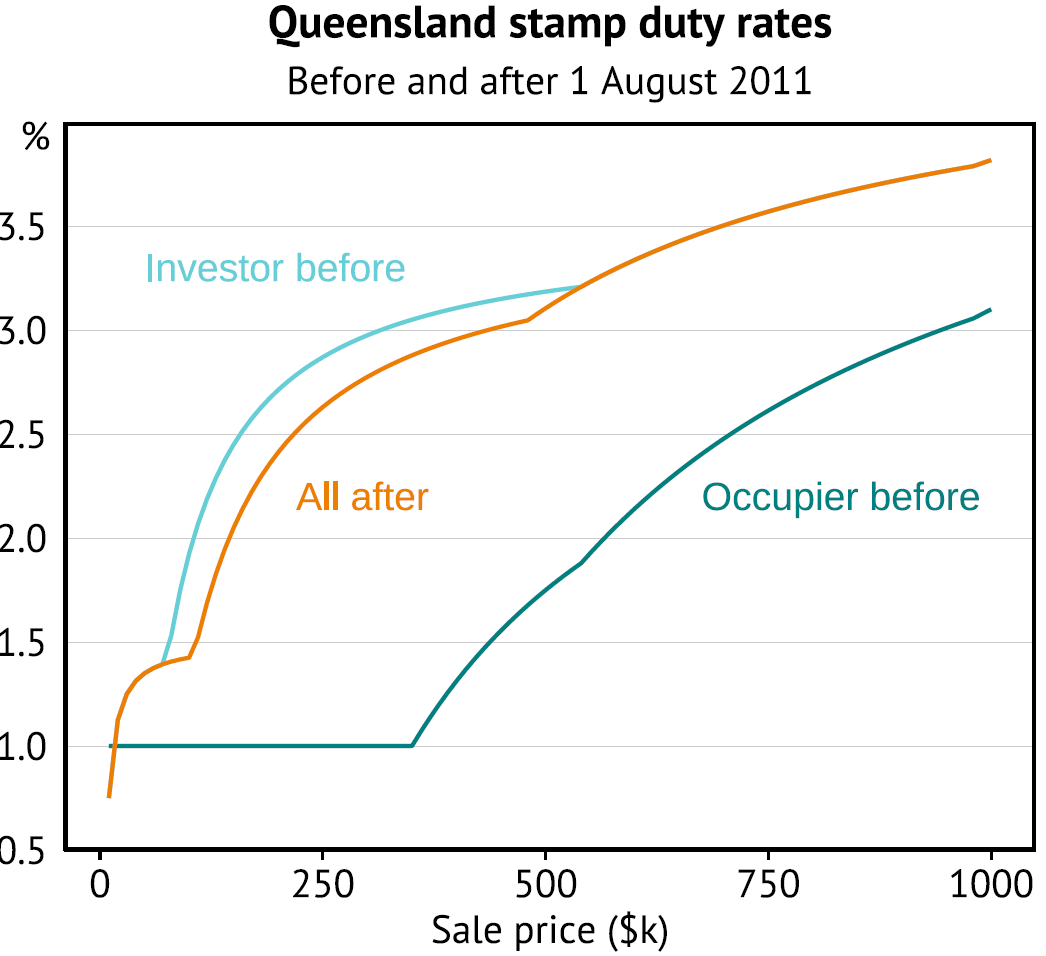 Queensland stamp duty rates
Before and after 1 August 2011
%
3.5
Investor before
3.0
2.5
All after
Occupier before
2.0
1.5
1.0
0.5
0 250 500 750 1000
Sale price ($k)